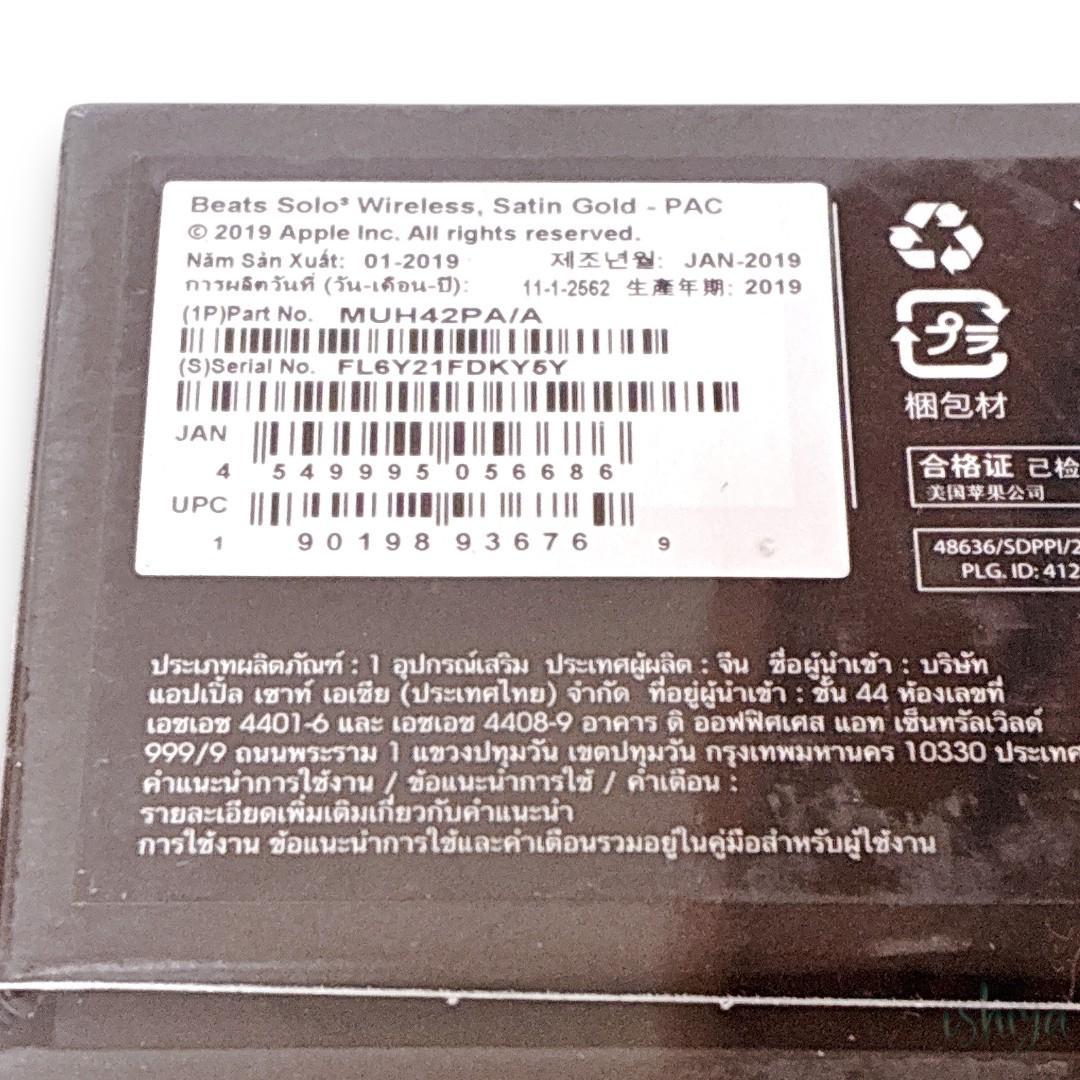 Beats Solo³ Wireless, Satin Gold - PAC
© 2019 Apple Inc. All rights reserved.
Năm Sản Xuất: 01-2019 제조년월: JAN-2019
การผลิตวันที่ (วัน-เดือน-ปี): 11-1-2562 生產年期: 2019
(1P)Part No. MUH42PA/A
(S)Serial No. FL6Y21FDKY5Y
JAN
4 549995 056686
UPC
1 90198 93676 9
プラ
梱包材
合格证 已检
美国苹果公司
48636/SDPPI/2
PLG. ID: 412
ประเภทผลิตภัณฑ์ : 1 อุปกรณ์เสริม ประเทศผู้ผลิต : จีน ชื่อผู้นำเข้า : บริษัท
แอปเปิ้ล เซาท์ เอเชีย (ประเทศไทย) จำกัด ที่อยู่ผู้นำเข้า : ชั้น 44 ห้องเลขที่
เอชเอช 4401-6 และ เอชเอช 4408-9 อาคาร ดิ ออฟฟิศเศส แอท เซ็นทรัลเวิลด์
999/9 ถนนพระราม 1 แขวงปทุมวัน เขตปทุมวัน กรุงเทพมหานคร 10330 ประเทศ
คำแนะนำการใช้งาน / ข้อแนะนำการใช้ / คำเตือน :
รายละเอียดเพิ่มเติมเกี่ยวกับคำแนะนำ
การใช้งาน ข้อแนะนำการใช้และคำเตือนรวมอยู่ในคู่มือสำหรับผู้ใช้งาน
ishiya